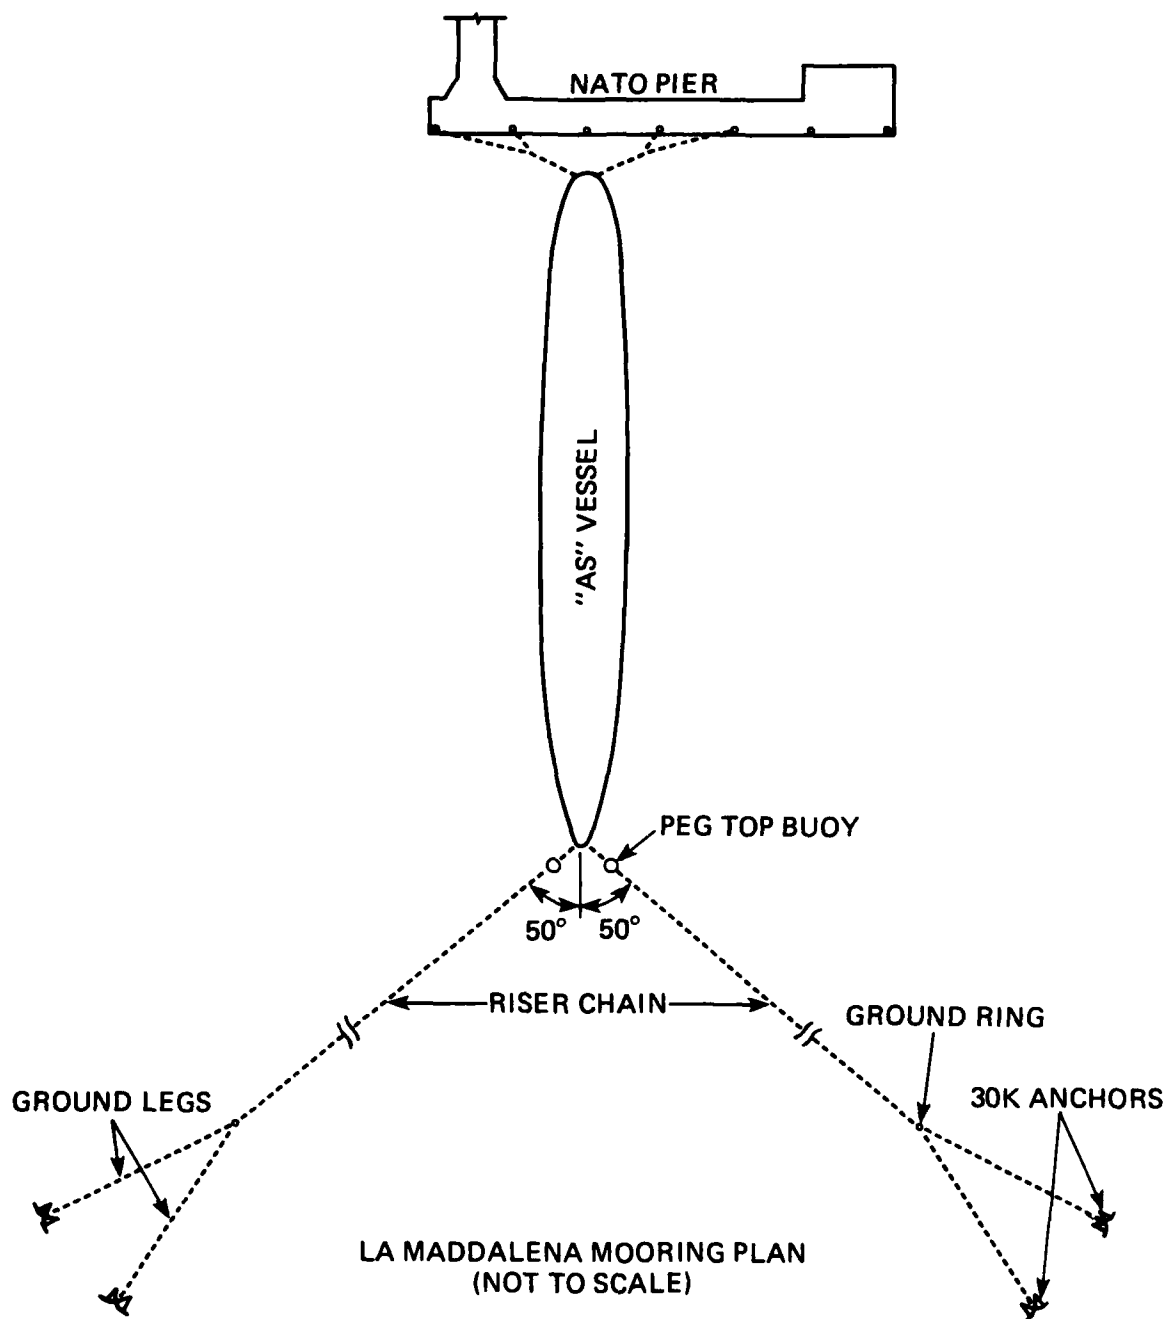 NATO PIER
"AS" VESSEL
PEG TOP BUOY
50° 50°
RISER CHAIN
GROUND RING
GROUND LEGS
30K ANCHORS
LA MADDALENA MOORING PLAN
(NOT TO SCALE)